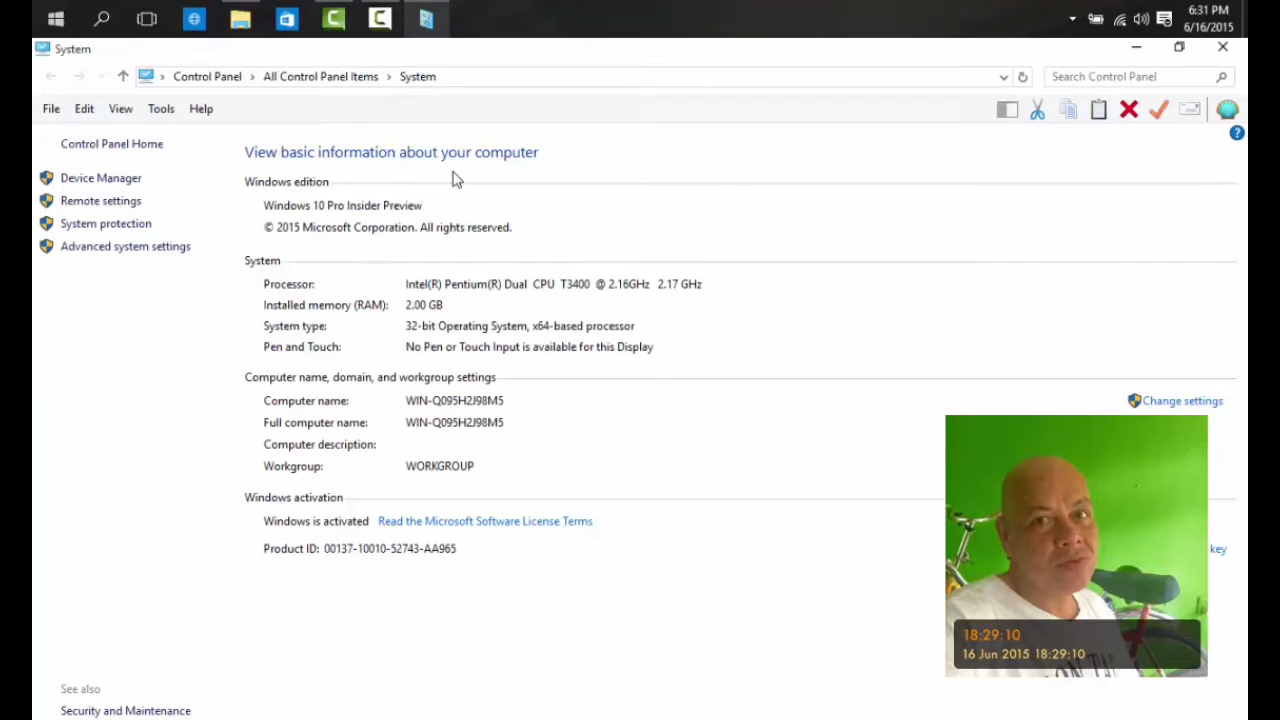 6:31 PM
6/16/2015
System
Control Panel > All Control Panel Items > System
Search Control Panel
File Edit View Tools Help
Control Panel Home
Device Manager
Remote settings
System protection
Advanced system settings
View basic information about your computer
Windows edition
Windows 10 Pro Insider Preview
© 2015 Microsoft Corporation. All rights reserved.
System
Processor: Intel(R) Pentium(R) Dual CPU T3400 @ 2.16GHz 2.17 GHz
Installed memory (RAM): 2.00 GB
System type: 32-bit Operating System, x64-based processor
Pen and Touch: No Pen or Touch Input is available for this Display
Computer name, domain, and workgroup settings
Computer name: WIN-Q095H2J98M5
Change settings
Full computer name: WIN-Q095H2J98M5
Computer description:
Workgroup: WORKGROUP
Windows activation
Windows is activated Read the Microsoft Software License Terms
Product ID: 00137-10010-52743-AA965
key
18:29:10
16 Jun 2015 18:29:10
See also
Security and Maintenance